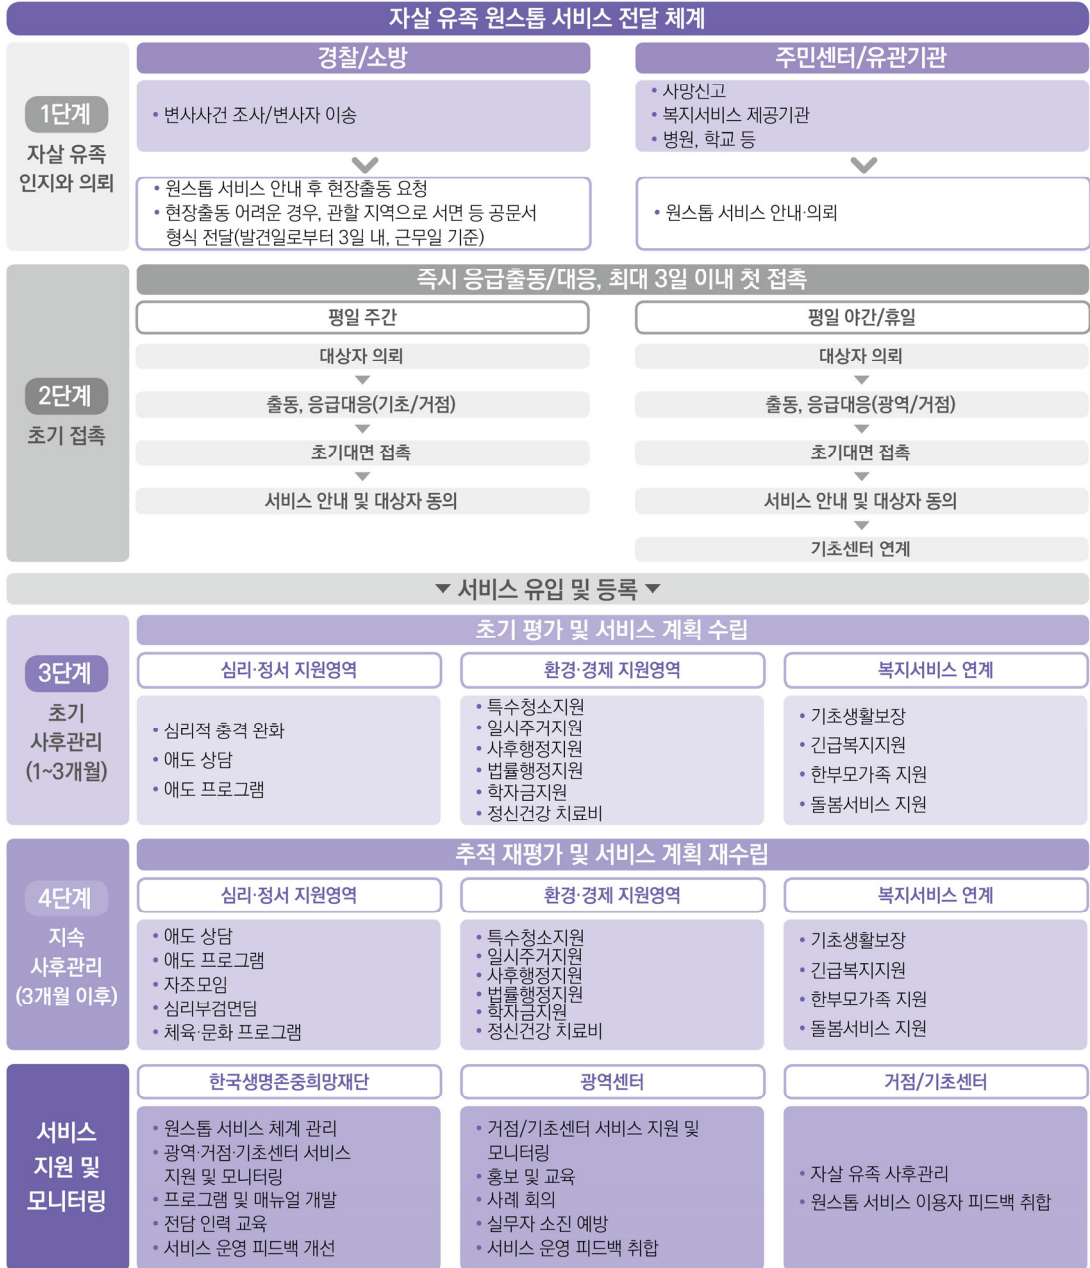 자살 유족 원스톱 서비스 전달 체계
1단계
자살 유족
인지와 의뢰
경찰/소방
• 변사사건 조사/변사자 이송
• 원스톱 서비스 안내 후 현장출동 요청
• 현장출동 어려운 경우, 관할 지역으로 서면 등 공문서
형식 전달(발견일로부터 3일 내, 근무일 기준)
주민센터/유관기관
• 사망신고
• 복지서비스 제공기관
• 병원, 학교 등
• 원스톱 서비스 안내·의뢰
2단계
초기 접촉
즉시 응급출동/대응, 최대 3일 이내 첫 접촉
평일 주간
대상자 의뢰
출동, 응급대응(기초/거점)
초기대면 접촉
서비스 안내 및 대상자 동의
평일 야간/휴일
대상자 의뢰
출동, 응급대응(광역/거점)
초기대면 접촉
서비스 안내 및 대상자 동의
기초센터 연계
▼ 서비스 유입 및 등록 ▼
3단계
초기
사후관리
(1~3개월)
초기 평가 및 서비스 계획 수립
심리·정서 지원영역
• 심리적 충격 완화
• 애도 상담
• 애도 프로그램
환경·경제 지원영역
• 특수청소지원
• 일시주거지원
• 사후행정지원
• 법률행정지원
• 학자금지원
• 정신건강 치료비
복지서비스 연계
• 기초생활보장
• 긴급복지지원
• 한부모가족 지원
• 돌봄서비스 지원
4단계
지속
사후관리
(3개월 이후)
추적 재평가 및 서비스 계획 재수립
심리·정서 지원영역
• 애도 상담
• 애도 프로그램
• 자조모임
• 심리부검면담
• 체육·문화 프로그램
환경·경제 지원영역
• 특수청소지원
• 일시주거지원
• 사후행정지원
• 법률행정지원
• 학자금지원
• 정신건강 치료비
복지서비스 연계
• 기초생활보장
• 긴급복지지원
• 한부모가족 지원
• 돌봄서비스 지원
서비스
지원 및
모니터링
한국생명존중희망재단
• 원스톱 서비스 체계 관리
• 광역·거점·기초센터 서비스
지원 및 모니터링
• 프로그램 및 매뉴얼 개발
• 전담 인력 교육
• 서비스 운영 피드백 개선
광역센터
• 거점/기초센터 서비스 지원 및
모니터링
• 홍보 및 교육
• 사례 회의
• 실무자 소진 예방
• 서비스 운영 피드백 취합
거점/기초센터
• 자살 유족 사후관리
• 원스톱 서비스 이용자 피드백 취합